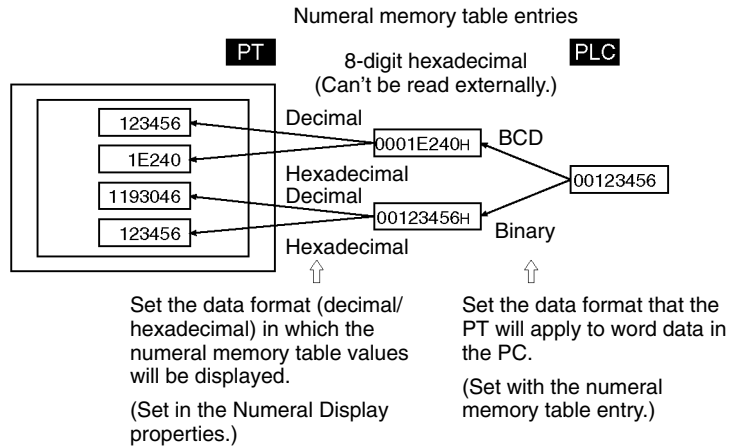 Numeral memory table entries
PT
8-digit hexadecimal
(Can't be read externally.)
PLC
123456
1E240
1193046
123456
Decimal
Hexadecimal
Decimal
Hexadecimal
0001E240H
00123456H
BCD
Binary
00123456
Set the data format (decimal/
hexadecimal) in which the
numeral memory table values
will be displayed.
(Set in the Numeral Display
properties.)
Set the data format that the
PT will apply to word data in
the PC.
(Set with the numeral
memory table entry.)